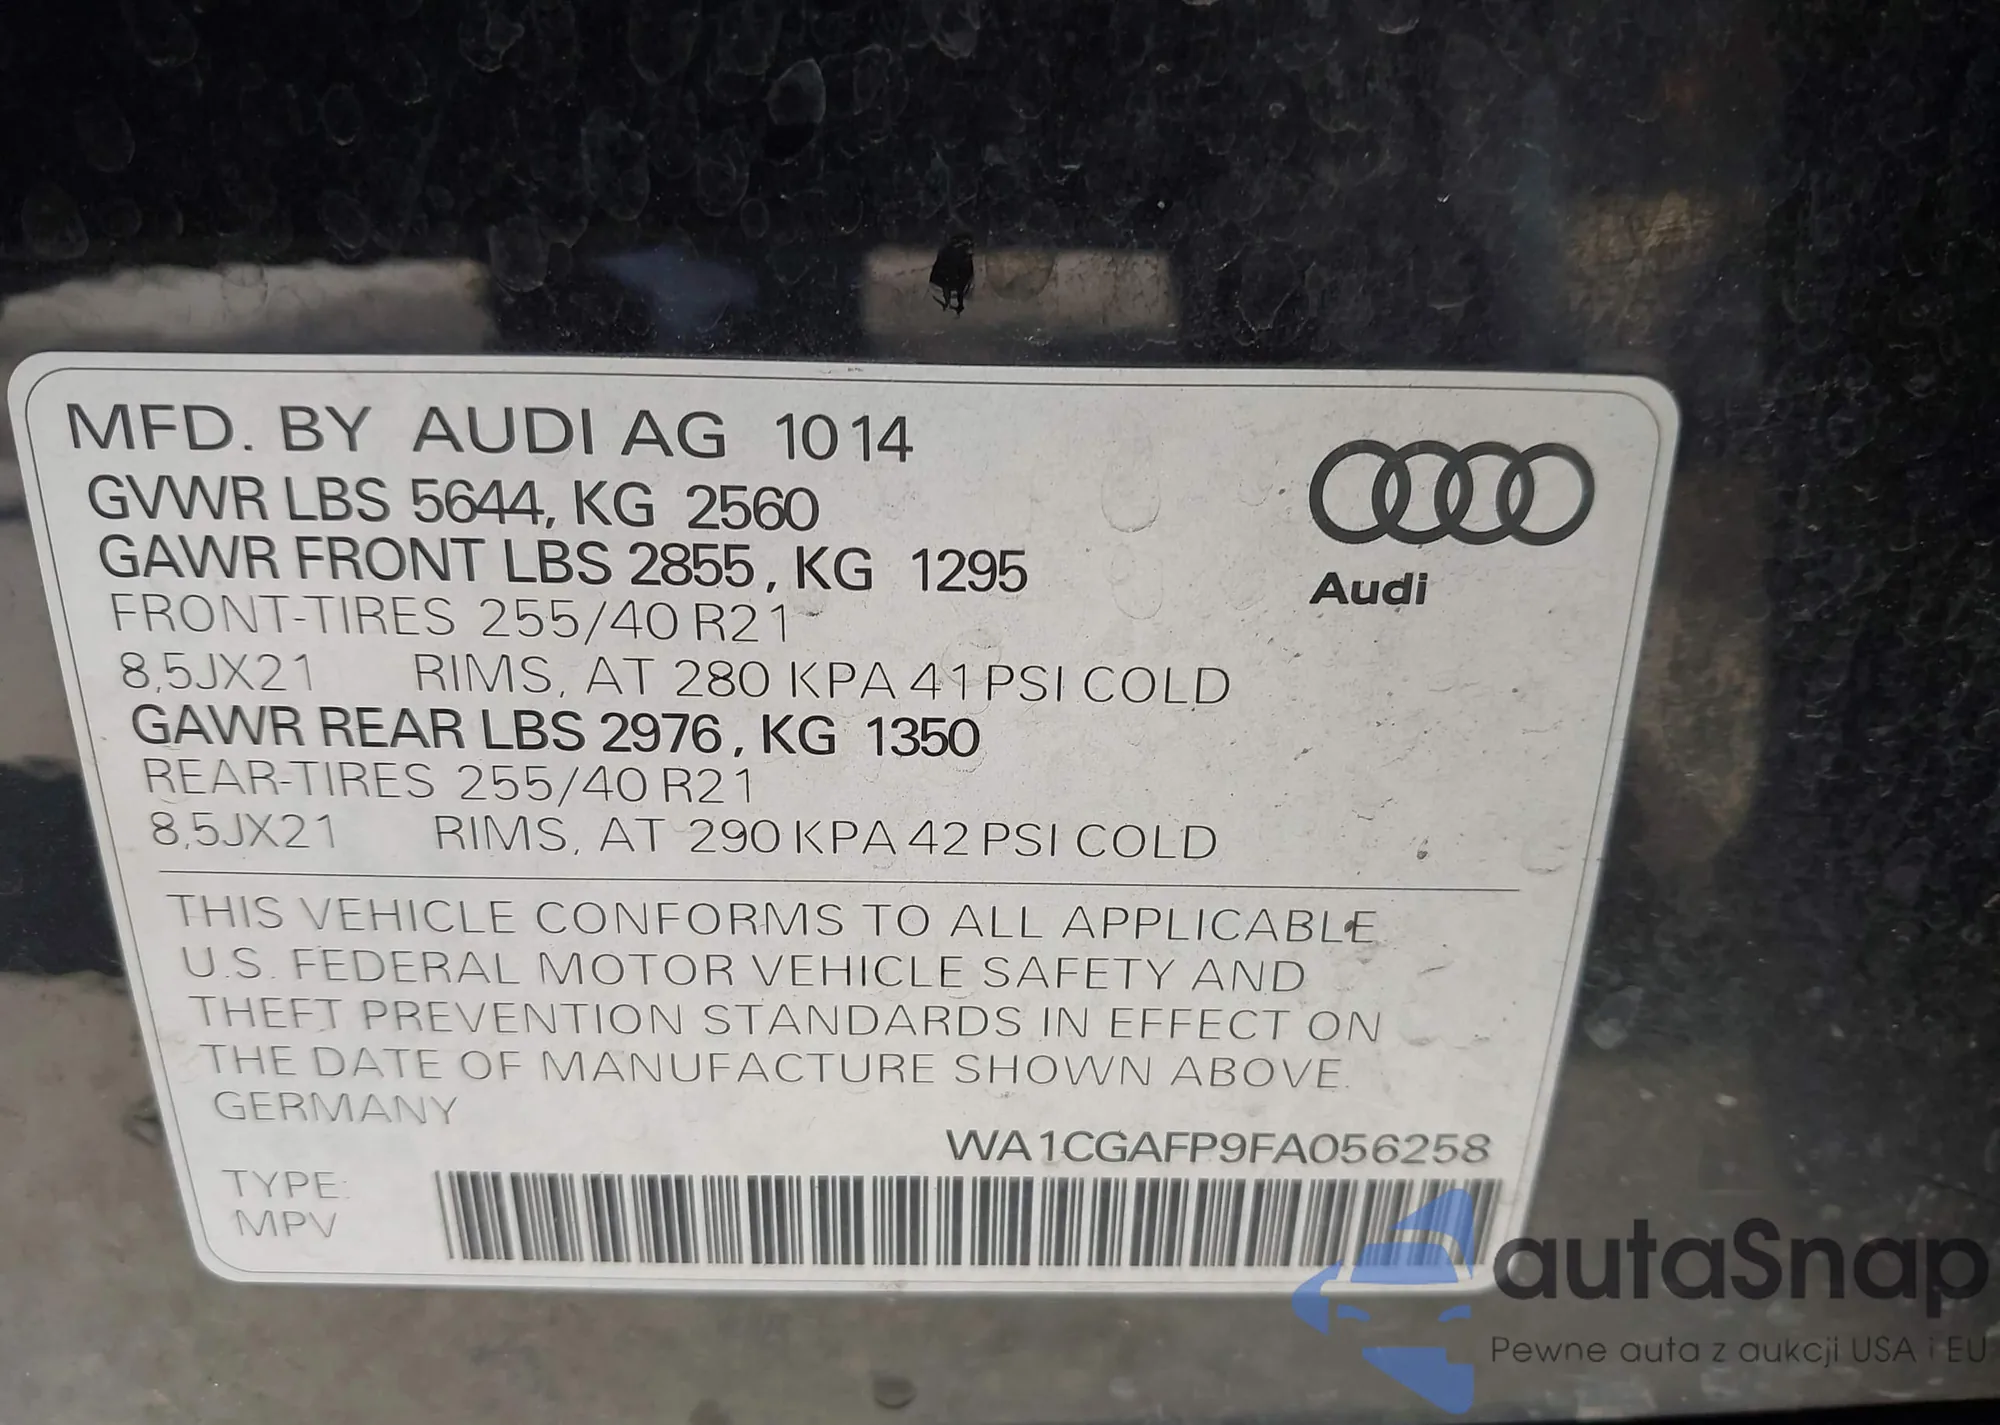 MFD. BY AUDI AG 10 14
GVWR LBS 5644, KG 2560
GAWR FRONT LBS 2855, KG 1295
FRONT-TIRES 255/40 R21
8,5JX21 RIMS, AT 280 KPA 41 PSI COLD
GAWR REAR LBS 2976, KG 1350
REAR-TIRES 255/40 R21
8,5JX21 RIMS, AT 290 KPA 42 PSI COLD
Audi
THIS VEHICLE CONFORMS TO ALL APPLICABLE
U.S. FEDERAL MOTOR VEHICLE SAFETY AND
THEFT PREVENTION STANDARDS IN EFFECT ON
THE DATE OF MANUFACTURE SHOWN ABOVE.
GERMANY
WA1CGAFP9FA056258
TYPE:
MPV
autaSnap
Pewne auta z aukcji USA i EU